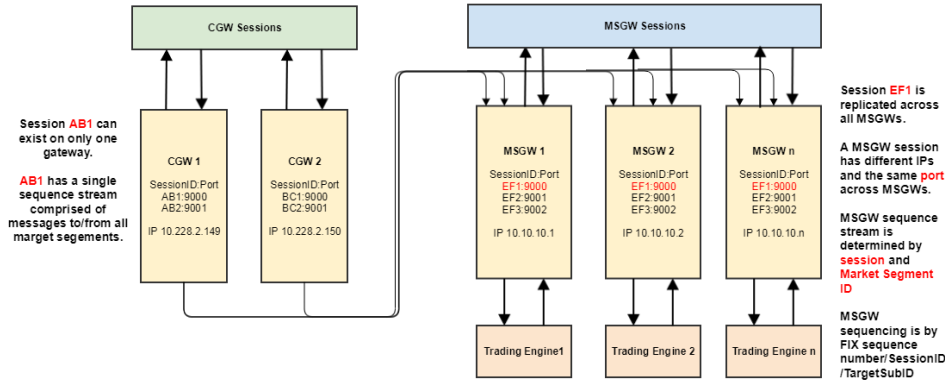 CGW Sessions
MSGW Sessions
Session AB1 can
exist on only one
gateway.
AB1 has a single
sequence stream
comprised of
messages to/from all
marget segements.
CGW 1
SessionID:Port
AB1:9000
AB2:9001
IP 10.228.2.149
CGW 2
SessionID:Port
BC1:9000
BC2:9001
IP 10.228.2.150
MSGW 1
SessionID:Port
EF1:9000
EF2:9001
EF3:9002
IP 10.10.10.1
MSGW 2
SessionID:Port
EF1:9000
EF2:9001
EF3:9002
IP 10.10.10.2
MSGW n
SessionID:Port
EF1:9000
EF2:9001
EF3:9002
IP 10.10.10.n
Session EF1 is
replicated across
all MSGWs.
A MSGW session
has different IPs
and the same port
across MSGWs.
MSGW sequence
stream is
determined by
session and
Market Segment
ID
MSGW
sequencing is by
FIX sequence
number/SessionID
/TargetSubID
Trading Engine1
Trading Engine 2
Trading Engine n